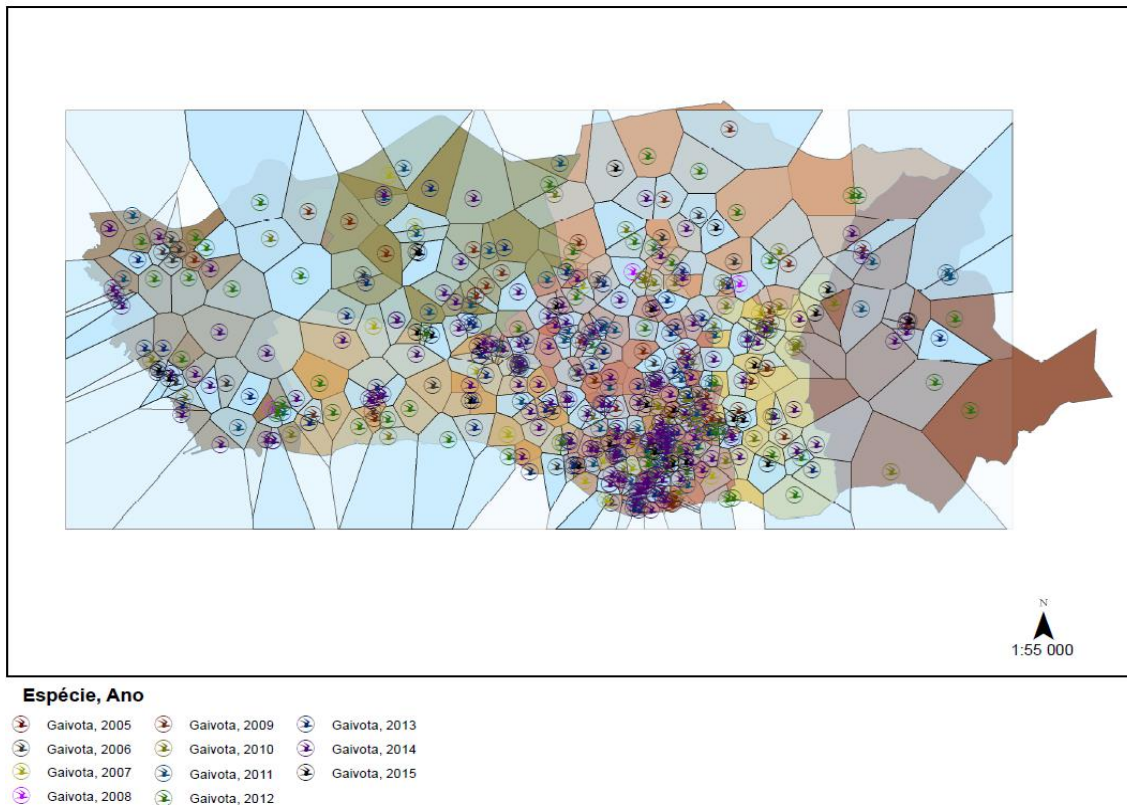 N
1:55 000
Espécie, Ano
Gaivota, 2005
Gaivota, 2009
Gaivota, 2013
Gaivota, 2006
Gaivota, 2010
Gaivota, 2014
Gaivota, 2007
Gaivota, 2011
Gaivota, 2015
Gaivota, 2008
Gaivota, 2012